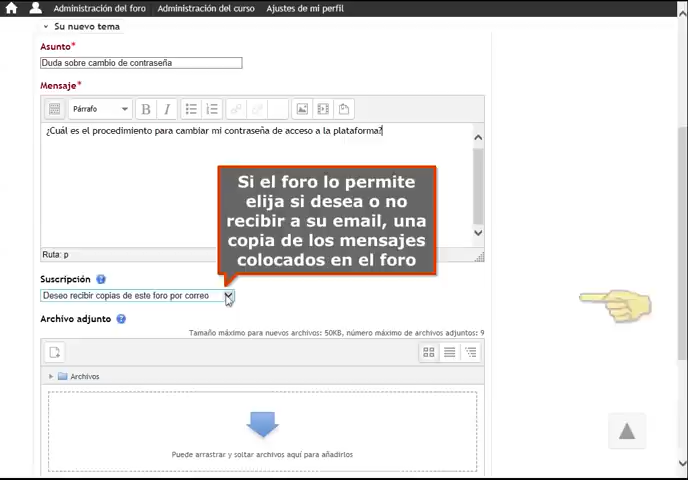 Administración del foro Administración del curso Ajustes de mi perfil
Su nuevo tema
Asunto*
Duda sobre cambio de contraseña
Mensaje*
Párrafo B I
¿Cuál es el procedimiento para cambiar mi contraseña de acceso a la plataforma?
Si el foro lo permite
elija si desea o no
recibir a su email, una
copia de los mensajes
colocados en el foro
Ruta: p
Suscripción
Deseo recibir copias de este foro por correo
Archivo adjunto
Tamaño máximo para nuevos archivos: 50KB, número máximo de archivos adjuntos: 9
Archivos
Puede arrastrar y soltar archivos aquí para añadirlos